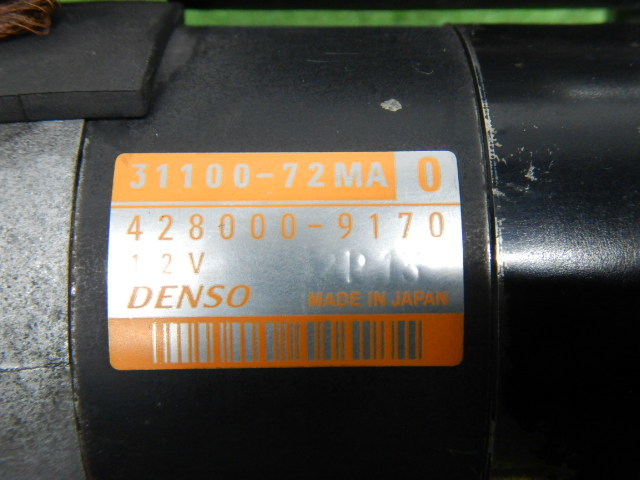 31100-72MA 0
428000-9170
12V
DENSO MADE IN JAPAN